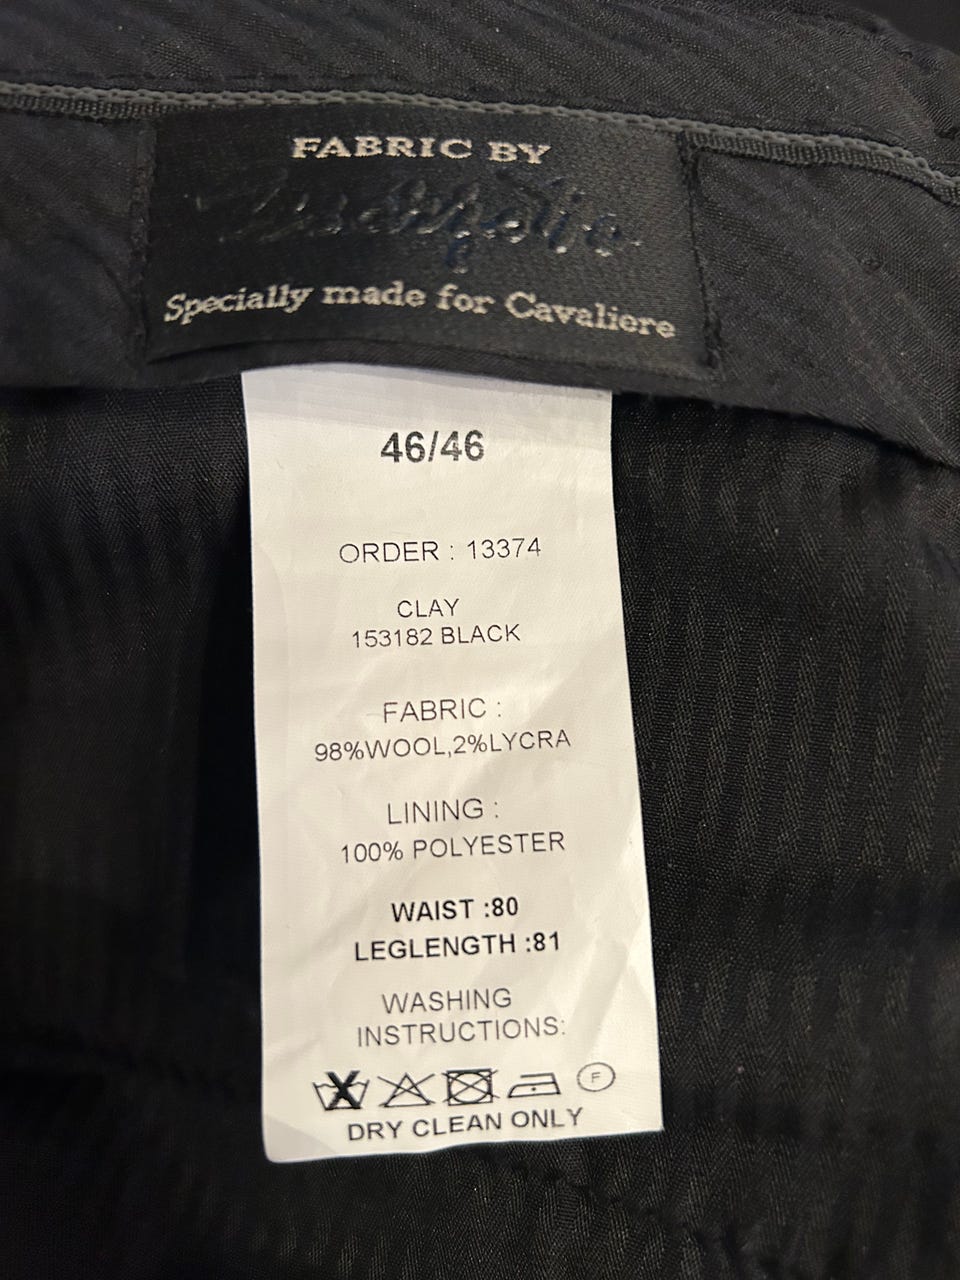 FABRIC BY
Specially made for Cavaliere
46/46
ORDER : 13374
CLAY
153182 BLACK
FABRIC :
98%WOOL,2%LYCRA
LINING :
100% POLYESTER
WAIST :80
LEGLENGTH :81
WASHING
INSTRUCTIONS:
F
DRY CLEAN ONLY